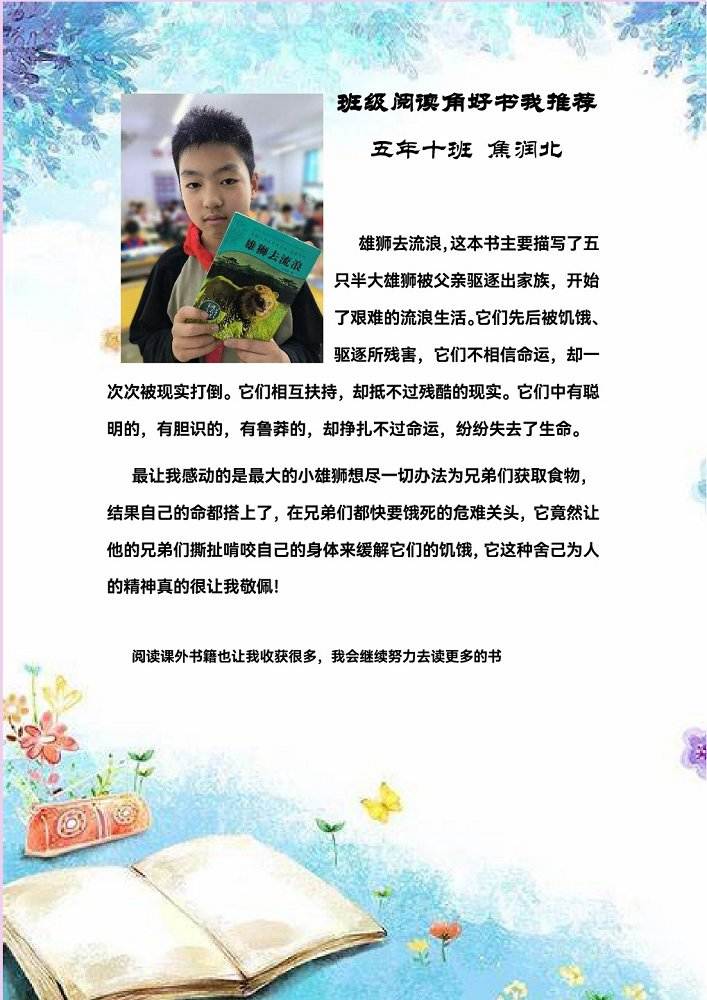 班级阅读角好书我推荐
五年十班 焦润北
雄狮去流浪
雄狮去流浪，这本书主要描写了五
只半大雄狮被父亲驱逐出家族，开始
了艰难的流浪生活。它们先后被饥饿、
驱逐所残害，它们不相信命运，却一
次次被现实打倒。它们相互扶持，却抵不过残酷的现实。它们中有聪
明的，有胆识的，有鲁莽的，却挣扎不过命运，纷纷失去了生命。
最让我感动的是最大的小雄狮想尽一切办法为兄弟们获取食物，
结果自己的命都搭上了，在兄弟们都快要饿死的危难关头，它竟然让
他的兄弟们撕扯啃咬自己的身体来缓解它们的饥饿，它这种舍己为人
的精神真的很让我敬佩！
阅读课外书籍也让我收获很多，我会继续努力去读更多的书